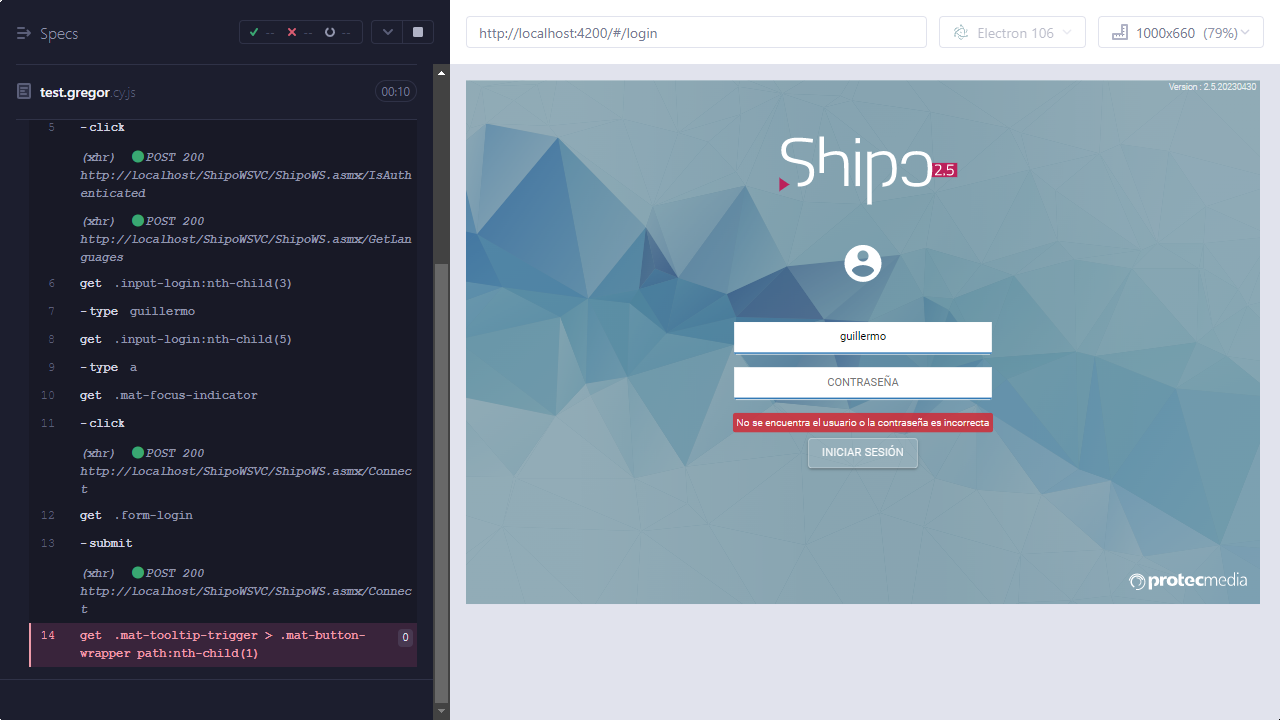 Specs
--
--
--
http://localhost:4200/#/login
Electron 106
1000x660 (79%)
test.gregor.cy.js
00:10
5 -click
(xhr) POST 200
http://localhost/ShipoWSVC/ShipoWS.asmx/IsAuth
enticated
(xhr) POST 200
http://localhost/ShipoWSVC/ShipoWS.asmx/GetLan
guages
6 get .input-login:nth-child(3)
7 -type guillermo
8 get .input-login:nth-child(5)
9 -type a
10 get .mat-focus-indicator
11 -click
(xhr) POST 200
http://localhost/ShipoWSVC/ShipoWS.asmx/Connec
t
12 get .form-login
13 -submit
(xhr) POST 200
http://localhost/ShipoWSVC/ShipoWS.asmx/Connec
t
14 get .mat-tooltip-trigger > .mat-button-
wrapper path:nth-child(1)
0
Version : 2.5.20230430
Shipo 2.5
guillermo
CONTRASEÑA
No se encuentra el usuario o la contraseña es incorrecta
INICIAR SESIÓN
protecmedia